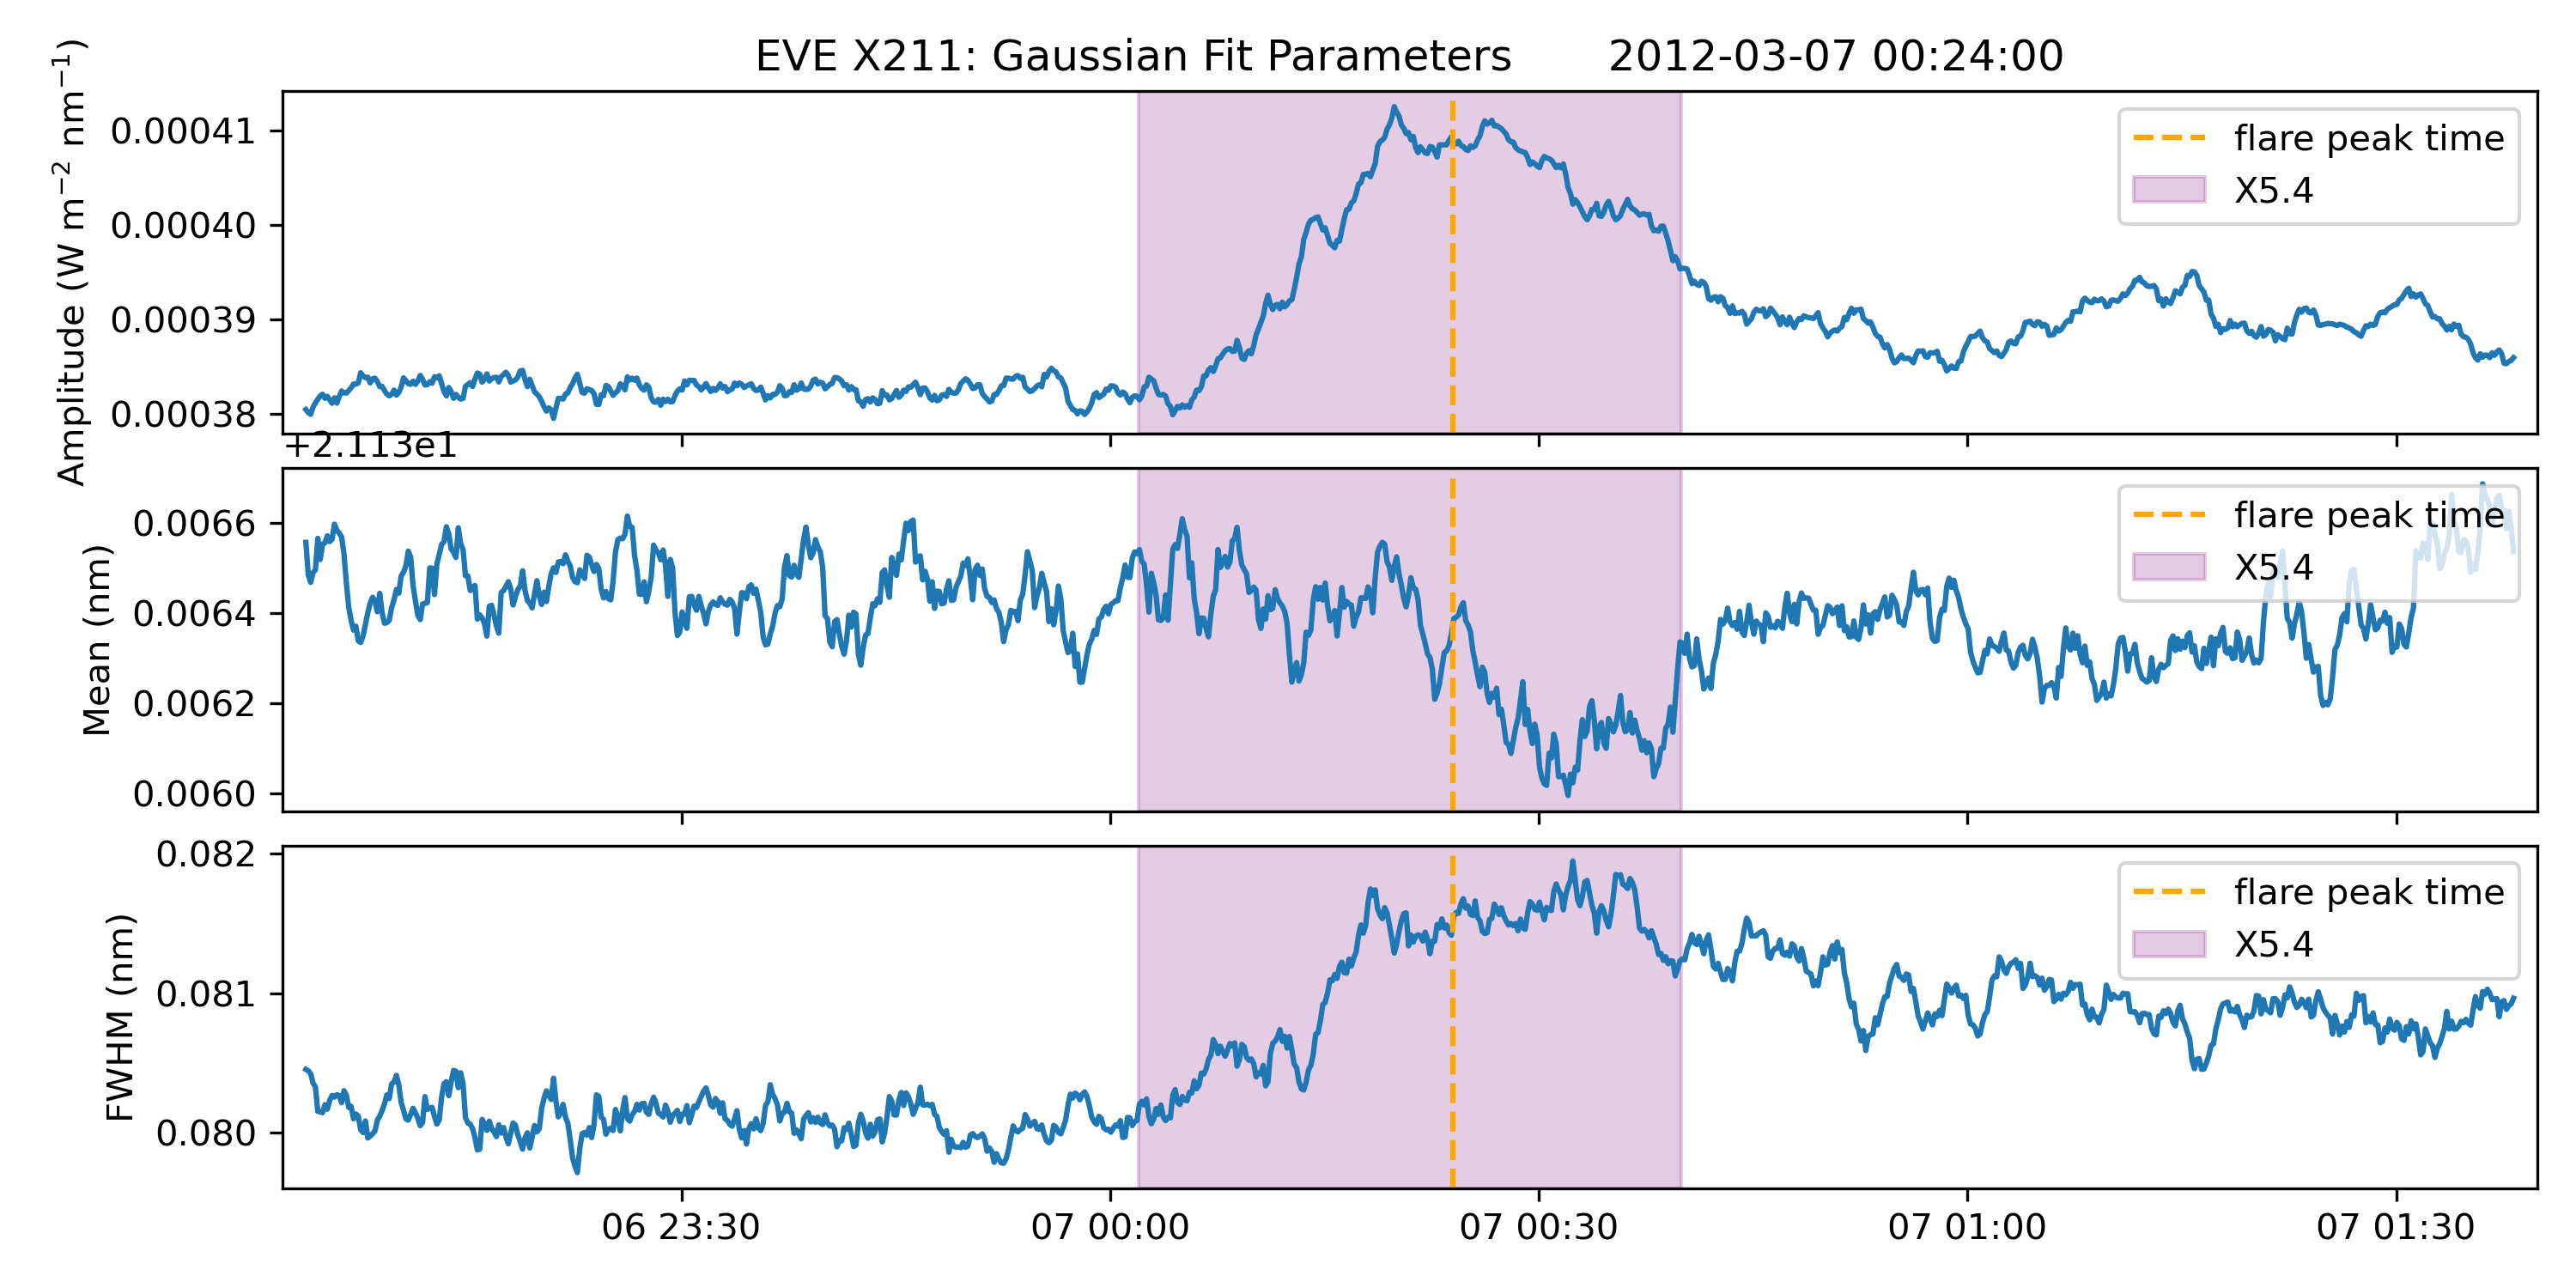 EVE X211: Gaussian Fit Parameters 2012-03-07 00:24:00
Amplitude (W m⁻² nm⁻¹)
0.00041
0.00040
0.00039
0.00038
flare peak time
X5.4
+2.113e1
Mean (nm)
0.0066
0.0064
0.0062
0.0060
flare peak time
X5.4
FWHM (nm)
0.082
0.081
0.080
flare peak time
X5.4
06 23:30 07 00:00 07 00:30 07 01:00 07 01:30